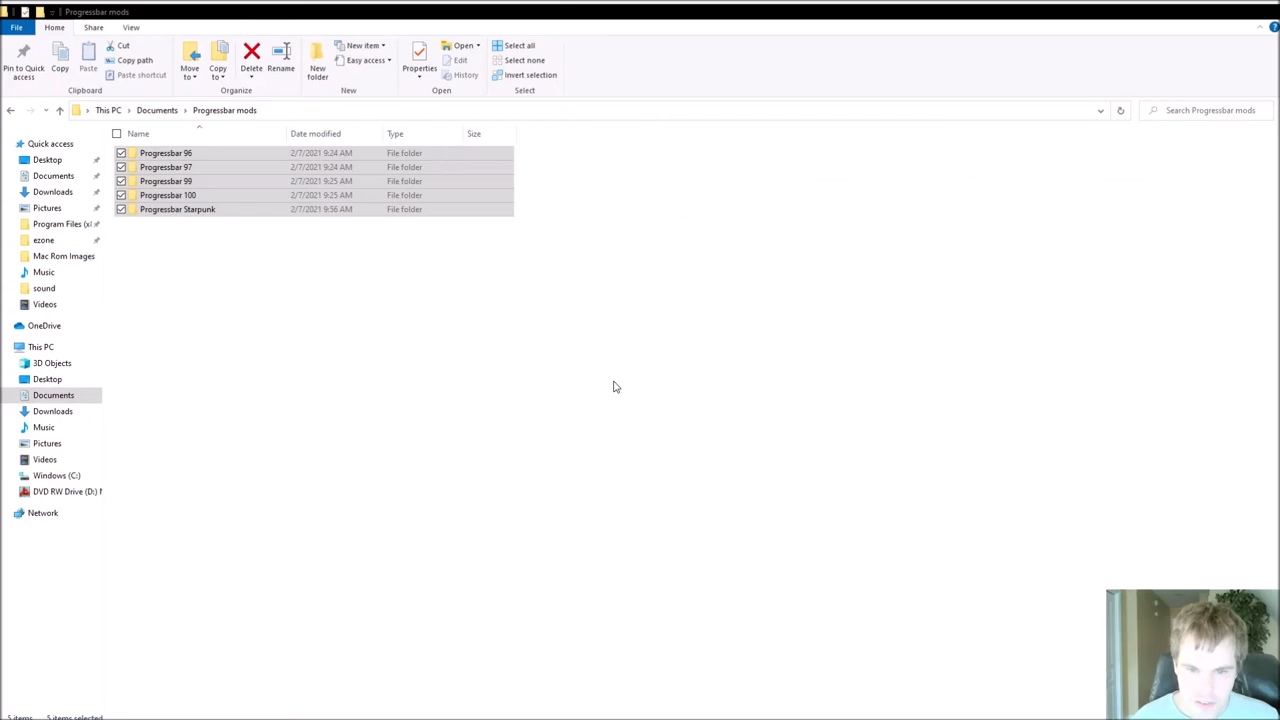 Progressbar mods
File Home Share View
Pin to Quick access
Copy
Paste
Cut
Copy path
Paste shortcut
Clipboard
Move to
Copy to
Delete
Rename
Organize
New folder
New item
Easy access
New
Properties
Open
Edit
History
Open
Select all
Select none
Invert selection
Select
This PC > Documents > Progressbar mods
Search Progressbar mods
Name Date modified Type Size
Progressbar 96 2/7/2021 9:24 AM File folder
Progressbar 97 2/7/2021 9:24 AM File folder
Progressbar 99 2/7/2021 9:25 AM File folder
Progressbar 100 2/7/2021 9:25 AM File folder
Progressbar Starpunk 2/7/2021 9:56 AM File folder
Quick access
Desktop
Documents
Downloads
Pictures
Program Files (x
ezone
Mac Rom Images
Music
sound
Videos
OneDrive
This PC
3D Objects
Desktop
Documents
Downloads
Music
Pictures
Videos
Windows (C:)
DVD RW Drive (D:) N
Network
5 items 5 items selected